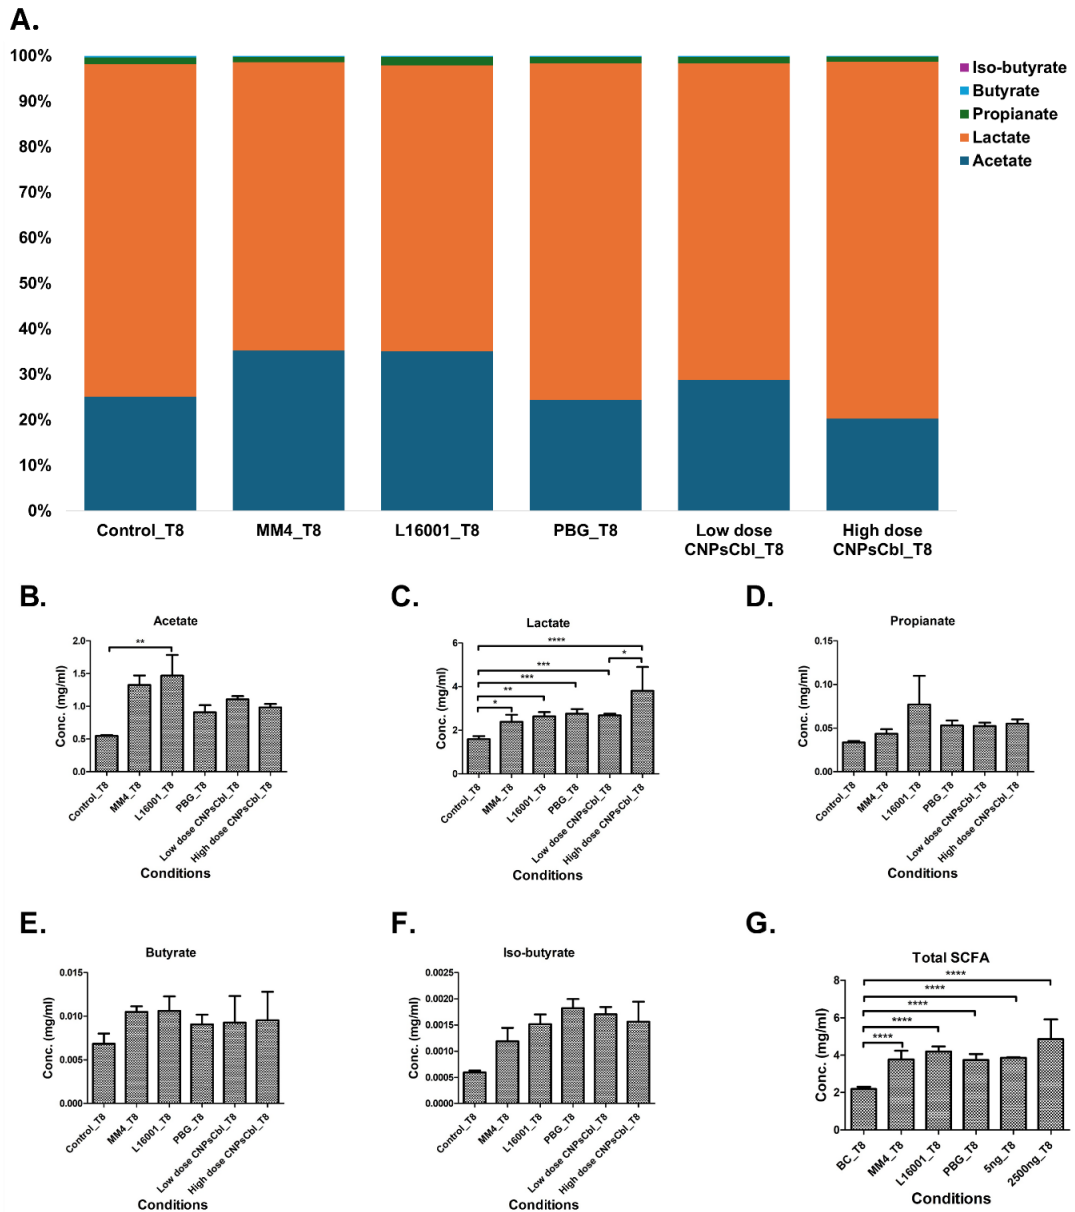 A.
100%
90%
80%
70%
60%
50%
40%
30%
20%
10%
0%
Iso-butyrate
Butyrate
Propianate
Lactate
Acetate
Control_T8
MM4_T8
L16001_T8
PBG_T8
Low dose
CNPsCbl_T8
High dose
CNPsCbl_T8
B.
Acetate
Conc. (mg/ml)
2.0
1.5
1.0
0.5
0.0
**
Control_T8
MM4_T8
L16001_T8
PBG_T8
Low dose CNPsCbl_T8
High dose CNPsCbl_T8
Conditions
C.
Lactate
Conc. (mg/ml)
6
4
2
0
****
*
***
***
**
*
Control_T8
MM4_T8
L16001_T8
PBG_T8
Low dose CNPsCbl_T8
High dose CNPsCbl_T8
Conditions
D.
Propianate
Conc. (mg/ml)
0.15
0.10
0.05
0.00
Control_T8
MM4_T8
L16001_T8
PBG_T8
Low dose CNPsCbl_T8
High dose CNPsCbl_T8
Conditions
E.
Butyrate
Conc. (mg/ml)
0.015
0.010
0.005
0.000
Control_T8
MM4_T8
L16001_T8
PBG_T8
Low dose CNPsCbl_T8
High dose CNPsCbl_T8
Conditions
F.
Iso-butyrate
Conc. (mg/ml)
0.0025
0.0020
0.0015
0.0010
0.0005
0.0000
Control_T8
MM4_T8
L16001_T8
PBG_T8
Low dose CNPsCbl_T8
High dose CNPsCbl_T8
Conditions
G.
Total SCFA
Conc. (mg/ml)
8
6
4
2
0
****
****
****
****
****
BC_T8
MM4_T8
L16001_T8
PBG_T8
5ng_T8
2500ng_T8
Conditions